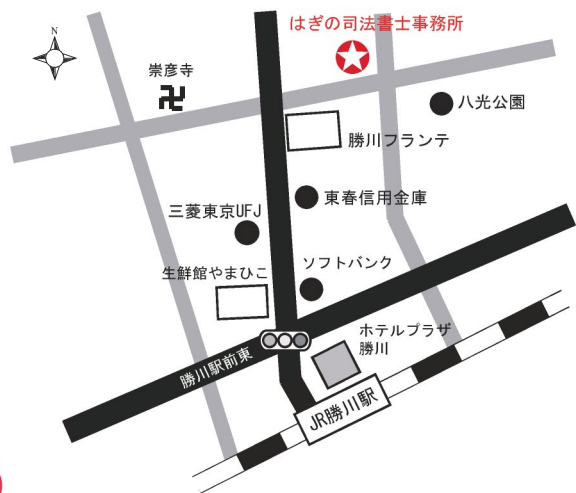 はぎの司法書士事務所
N
崇彦寺
八光公園
勝川フランテ
東春信用金庫
三菱東京UFJ
ソフトバンク
生鮮館やまひこ
ホテルプラザ
勝川
勝川駅前東
JR勝川駅